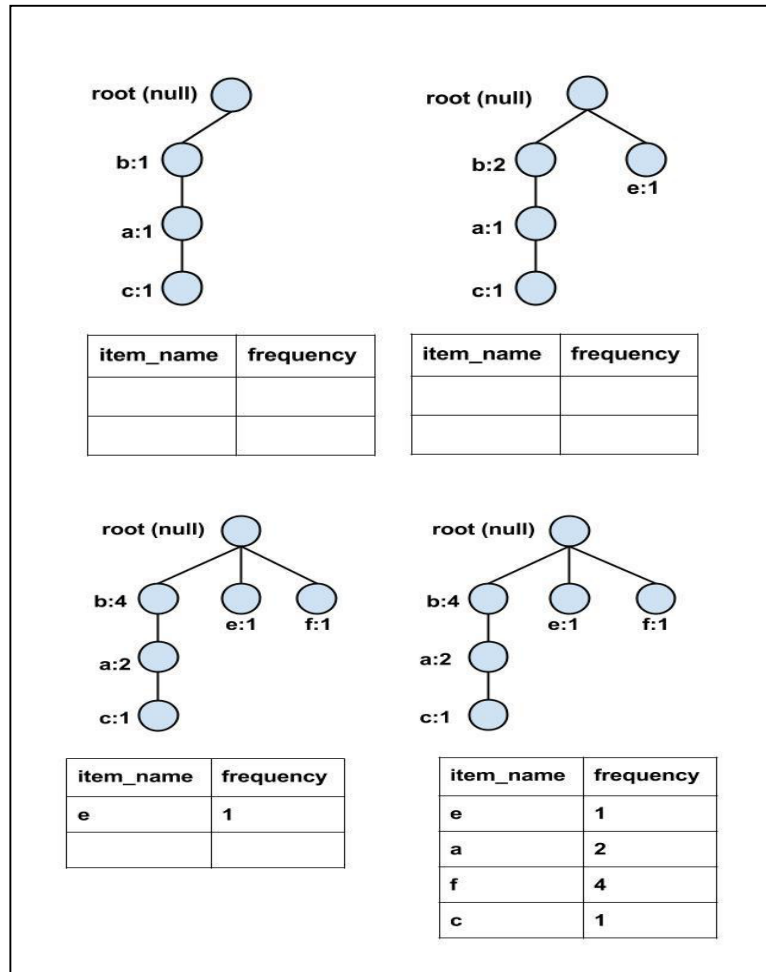 root (null)
b:1
a:1
c:1
item_name frequency
root (null)
b:2
e:1
a:1
c:1
item_name frequency
root (null)
b:4
e:1
f:1
a:2
c:1
item_name frequency
e 1
root (null)
b:4
e:1
f:1
a:2
c:1
item_name frequency
e 1
a 2
f 4
c 1